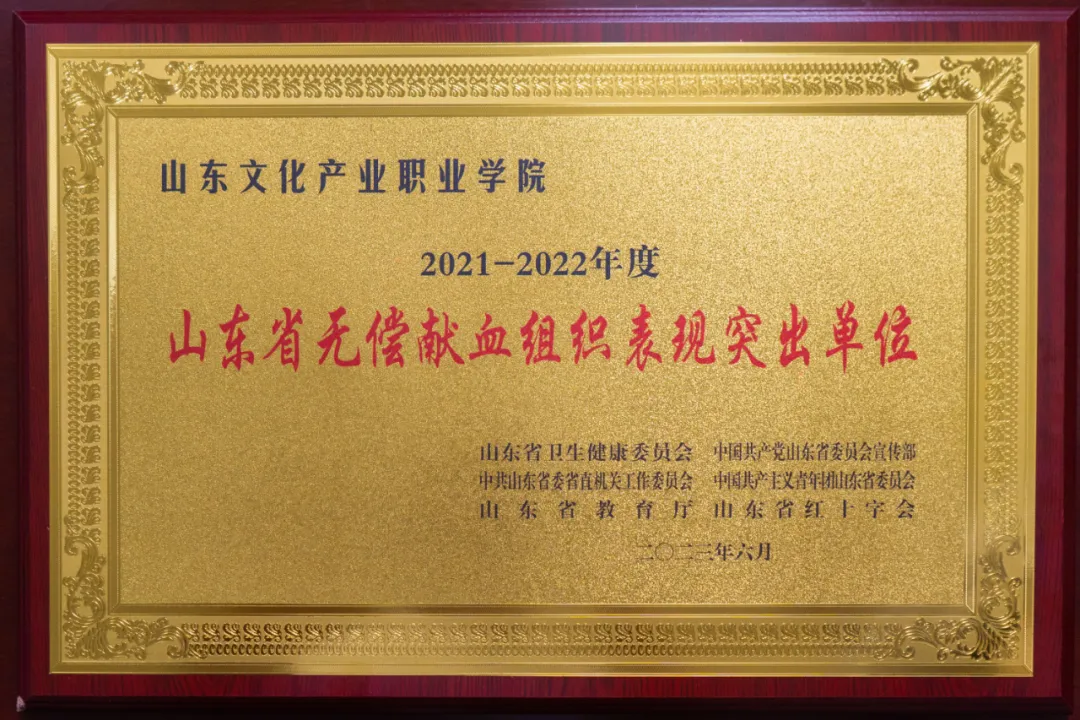 山东文化产业职业学院
2021-2022年度
山东省无偿献血组织表现突出单位
山东省卫生健康委员会 中国共产党山东省委员会宣传部
中共山东省委省直机关工作委员会 中国共产主义青年团山东省委员会
山东省教育厅 山东省红十字会
二〇二三年六月